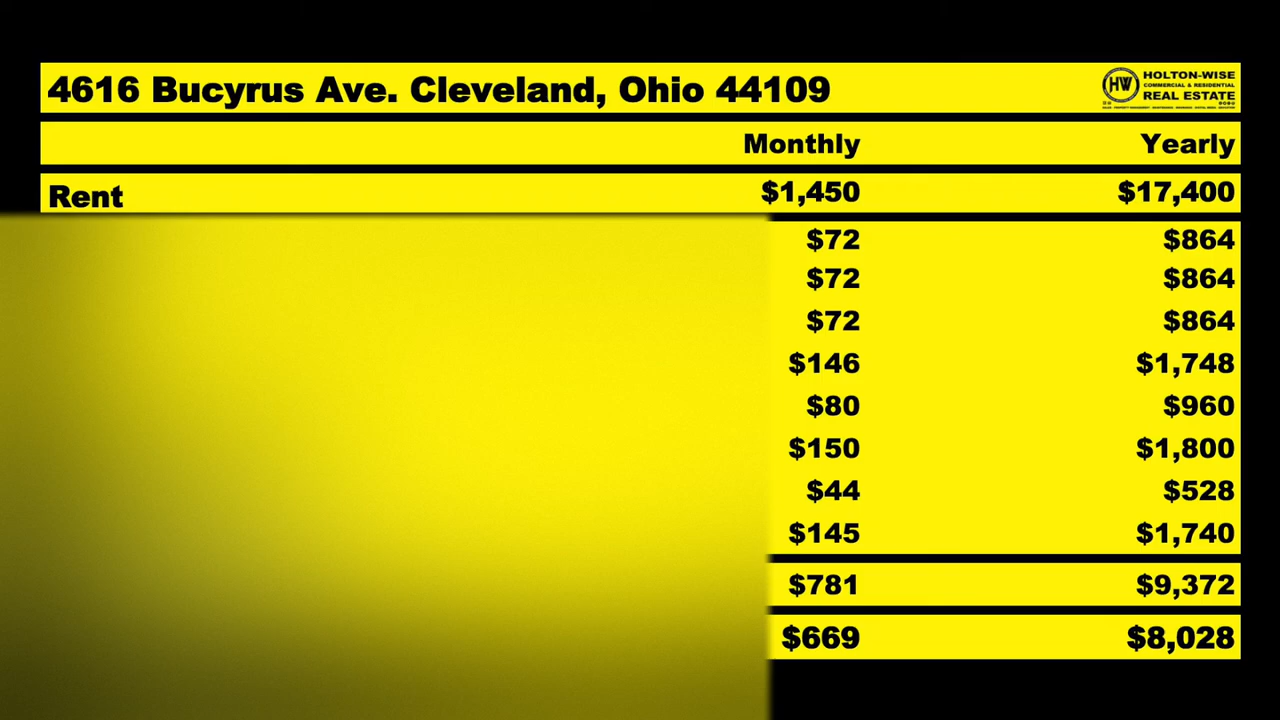 4616 Bucyrus Ave. Cleveland, Ohio 44109
HW
HOLTON-WISE
COMMERCIAL & RESIDENTIAL
REAL ESTATE
Monthly Yearly
Rent $1,450 $17,400
$72 $864
$72 $864
$72 $864
$146 $1,748
$80 $960
$150 $1,800
$44 $528
$145 $1,740
$781 $9,372
$669 $8,028